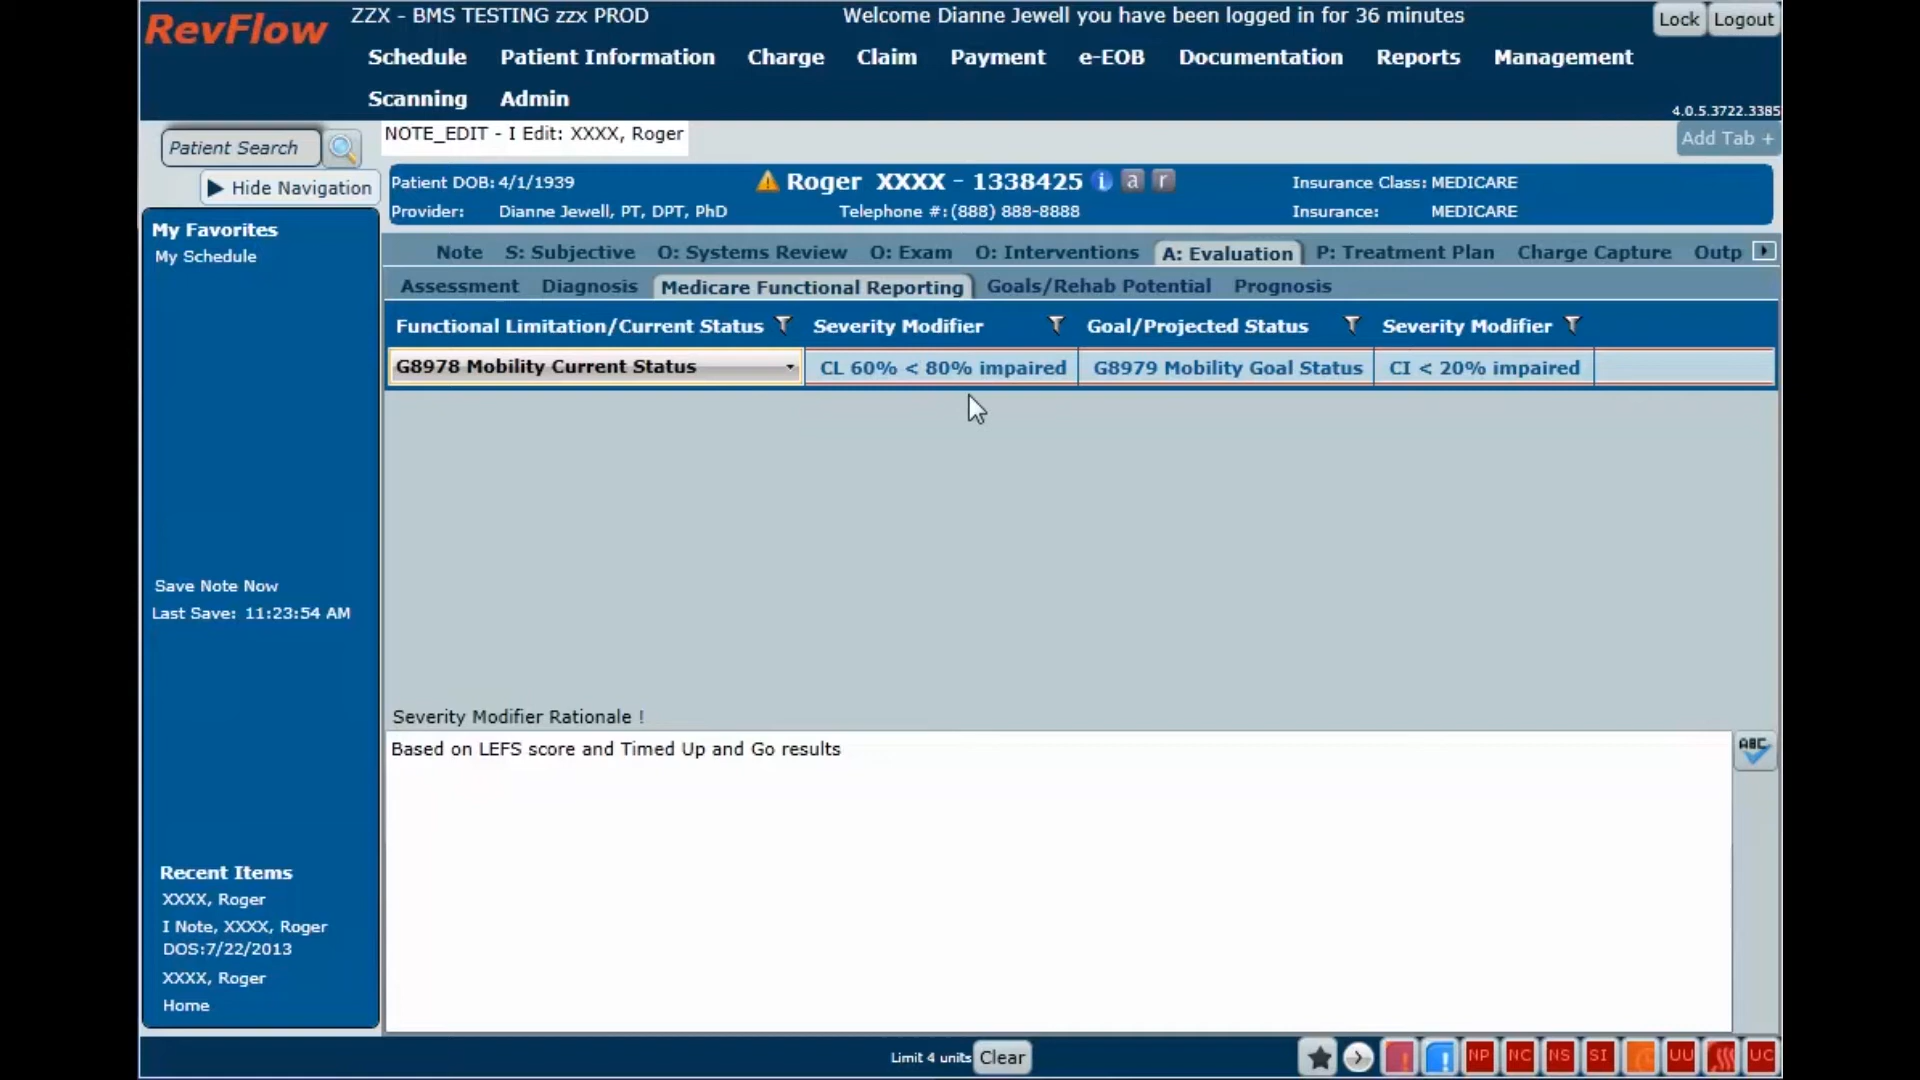 RevFlow
ZZX - BMS TESTING zzx PROD
Welcome Dianne Jewell you have been logged in for 36 minutes
Lock Logout
Schedule Patient Information Charge Claim Payment e-EOB Documentation Reports Management
Scanning Admin
4.0.5.3722.3385
Patient Search
NOTE_EDIT - I Edit: XXXX, Roger
Add Tab +
Hide Navigation
Patient DOB: 4/1/1939
Roger XXXX - 1338425 i a r
Insurance Class: MEDICARE
Provider: Dianne Jewell, PT, DPT, PhD
Telephone #: (888) 888-8888
Insurance: MEDICARE
My Favorites
My Schedule
Note S: Subjective O: Systems Review O: Exam O: Interventions A: Evaluation P: Treatment Plan Charge Capture Outp
Assessment Diagnosis Medicare Functional Reporting Goals/Rehab Potential Prognosis
Functional Limitation/Current Status Severity Modifier Goal/Projected Status Severity Modifier
G8978 Mobility Current Status CL 60% < 80% impaired G8979 Mobility Goal Status CI < 20% impaired
Save Note Now
Last Save: 11:23:54 AM
Severity Modifier Rationale !
Based on LEFS score and Timed Up and Go results
ABC
Recent Items
XXXX, Roger
I Note, XXXX, Roger
DOS:7/22/2013
XXXX, Roger
Home
Limit 4 units Clear
! ! NP NC NS SI UU UC